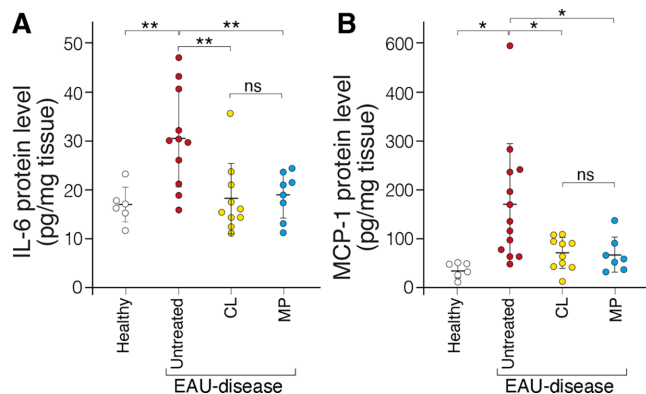 A
B
**
**
**
ns
IL-6 protein level
(pg/mg tissue)
50
40
30
20
10
0
Healthy
Untreated
CL
MP
EAU-disease
*
*
*
ns
MCP-1 protein level
(pg/mg tissue)
600
400
300
200
100
0
Healthy
Untreated
CL
MP
EAU-disease